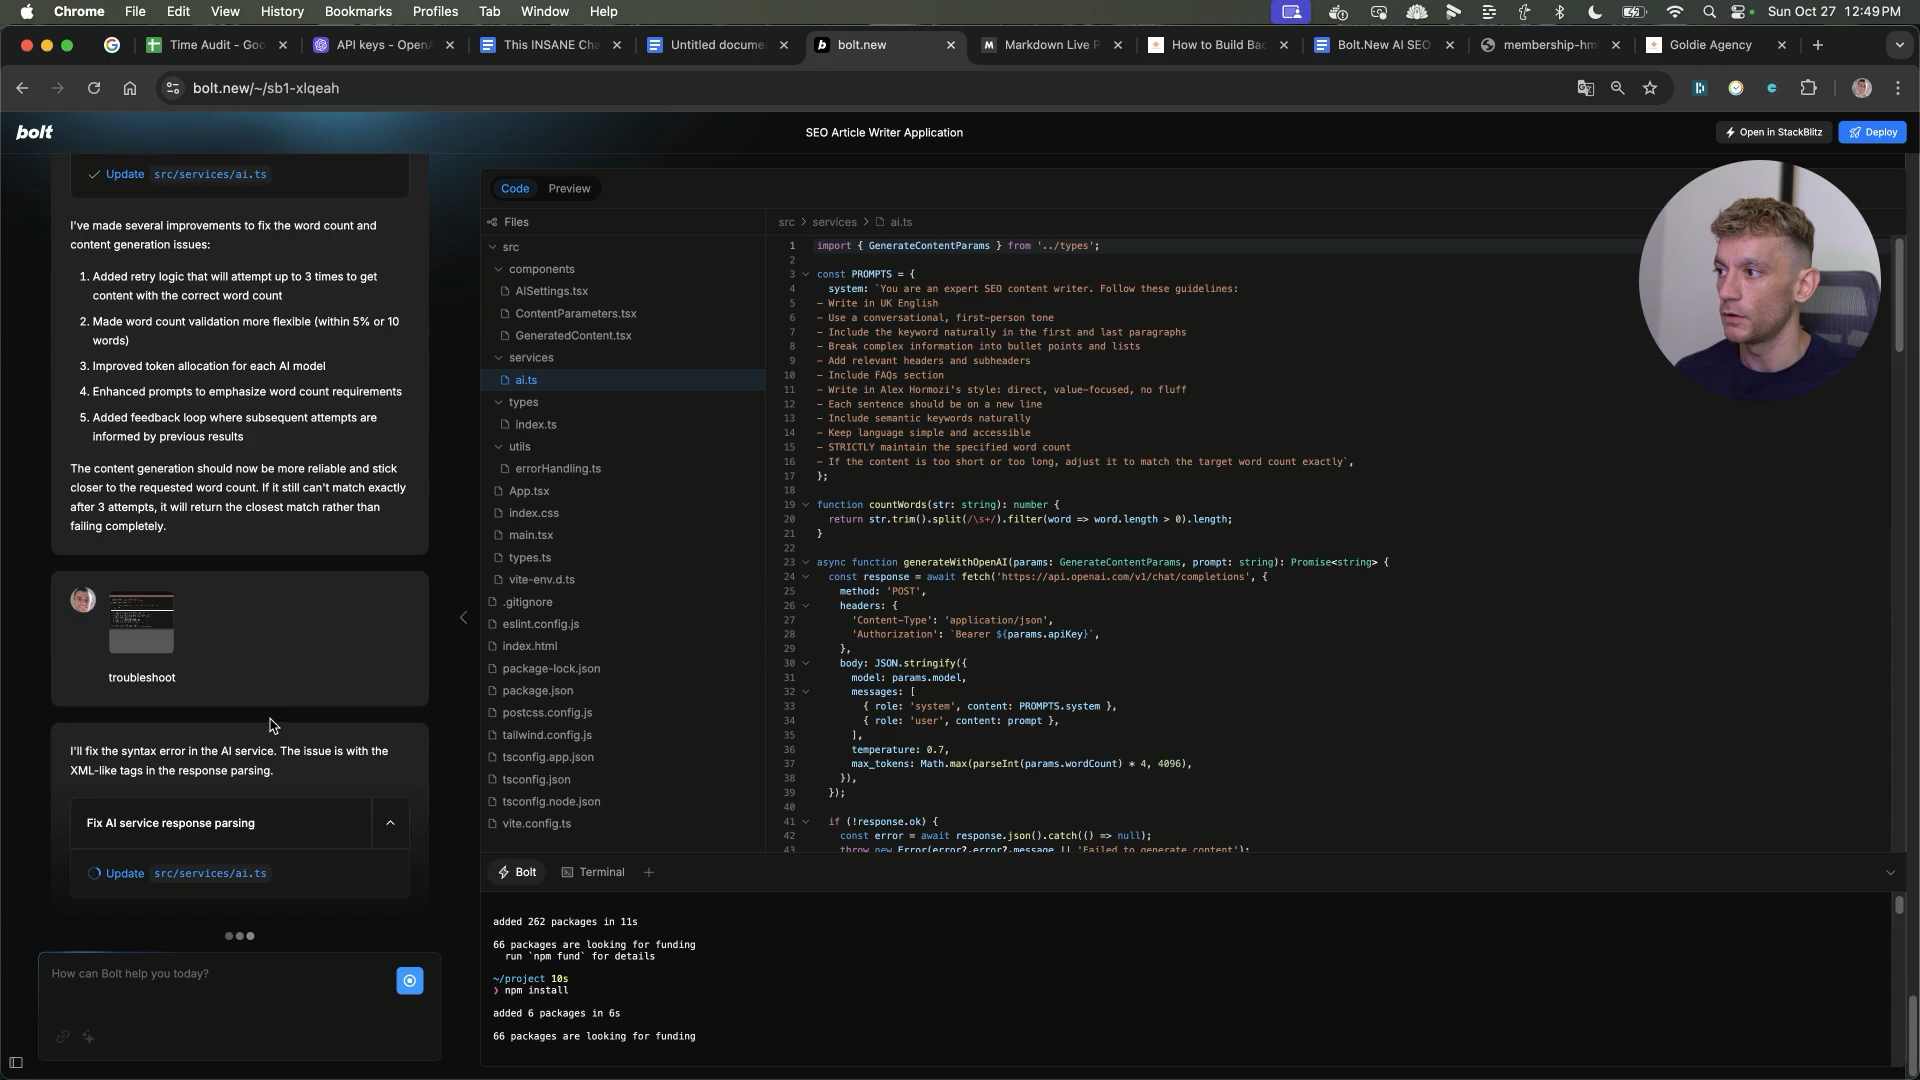 Chrome File Edit View History Bookmarks Profiles Tab Window Help Sun Oct 27 12:49 PM
Time Audit - Goo
API keys - OpenA
This INSANE Cha
Untitled docume
bolt.new
Markdown Live P
How to Build Bac
Bolt.New AI SEO
membership-hm
Goldie Agency
bolt.new/~/sb1-xlqeah
bolt
SEO Article Writer Application
Open in StackBlitz
Deploy
Update src/services/ai.ts
I've made several improvements to fix the word count and
content generation issues:
1. Added retry logic that will attempt up to 3 times to get
content with the correct word count
2. Made word count validation more flexible (within 5% or 10
words)
3. Improved token allocation for each AI model
4. Enhanced prompts to emphasize word count requirements
5. Added feedback loop where subsequent attempts are
informed by previous results
The content generation should now be more reliable and stick
closer to the requested word count. If it still can't match exactly
after 3 attempts, it will return the closest match rather than
failing completely.
troubleshoot
I'll fix the syntax error in the AI service. The issue is with the
XML-like tags in the response parsing.
Fix AI service response parsing
Update src/services/ai.ts
How can Bolt help you today?
Code Preview
Files
src
components
AISettings.tsx
ContentParameters.tsx
GeneratedContent.tsx
services
ai.ts
types
index.ts
utils
errorHandling.ts
App.tsx
index.css
main.tsx
types.ts
vite-env.d.ts
.gitignore
eslint.config.js
index.html
package-lock.json
package.json
postcss.config.js
tailwind.config.js
tsconfig.app.json
tsconfig.json
tsconfig.node.json
vite.config.ts
src > services > ai.ts
1 import { GenerateContentParams } from '../types';
2
3 const PROMPTS = {
4 system: `You are an expert SEO content writer. Follow these guidelines:
5 - Write in UK English
6 - Use a conversational, first-person tone
7 - Include the keyword naturally in the first and last paragraphs
8 - Break complex information into bullet points and lists
9 - Add relevant headers and subheaders
10 - Include FAQs section
11 - Write in Alex Hormozi's style: direct, value-focused, no fluff
12 - Each sentence should be on a new line
13 - Include semantic keywords naturally
14 - Keep language simple and accessible
15 - STRICTLY maintain the specified word count
16 - If the content is too short or too long, adjust it to match the target word count exactly`,
17 };
18
19 function countWords(str: string): number {
20 return str.trim().split(/\s+/).filter(word => word.length > 0).length;
21 }
22
23 async function generateWithOpenAI(params: GenerateContentParams, prompt: string): Promise<string> {
24 const response = await fetch('https://api.openai.com/v1/chat/completions', {
25 method: 'POST',
26 headers: {
27 'Content-Type': 'application/json',
28 'Authorization': `Bearer ${params.apiKey}`,
29 },
30 body: JSON.stringify({
31 model: params.model,
32 messages: [
33 { role: 'system', content: PROMPTS.system },
34 { role: 'user', content: prompt },
35 ],
36 temperature: 0.7,
37 max_tokens: Math.max(parseInt(params.wordCount) * 4, 4096),
38 }),
39 });
40
41 if (!response.ok) {
42 const error = await response.json().catch(() => null);
43 throw new Error(error?.error?.message || 'Failed to generate content');
Bolt Terminal
added 262 packages in 11s
66 packages are looking for funding
run `npm fund` for details
~/project 10s
❯ npm install
added 6 packages in 6s
66 packages are looking for funding